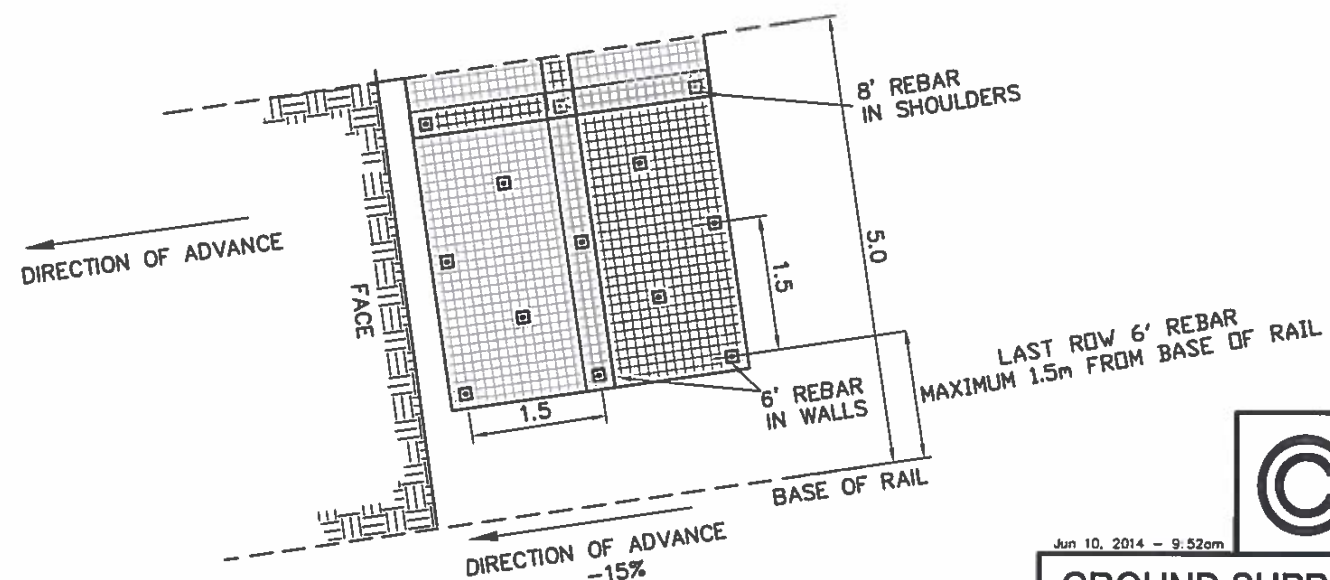 8' REBAR
IN SHOULDERS
DIRECTION OF ADVANCE
FACE
5.0
1.5
LAST ROW 6' REBAR
MAXIMUM 1.5m FROM BASE OF RAIL
6' REBAR
IN WALLS
1.5
BASE OF RAIL
DIRECTION OF ADVANCE
-15%
Jun 10, 2014 - 9:52am